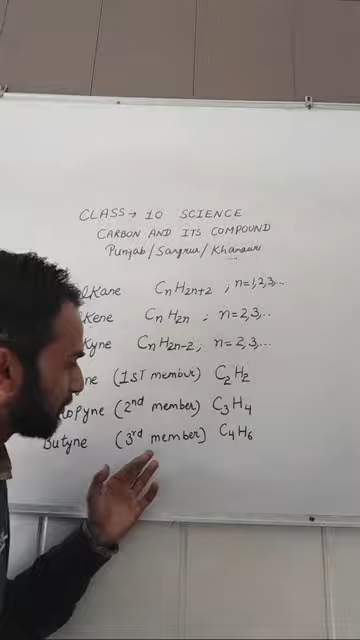 CLASS → 10 SCIENCE
CARBON AND ITS COMPOUND
Punjab/Sangrur/Khanauri
lkane CnH2n+2 ; n=1,2,3,..
kene CnH2n ; n=2,3,..
kyne CnH2n-2 ; n=2,3,..
ne (1ST member) C2H2
opyne (2nd member) C3H4
Butyne (3rd member) C4H6